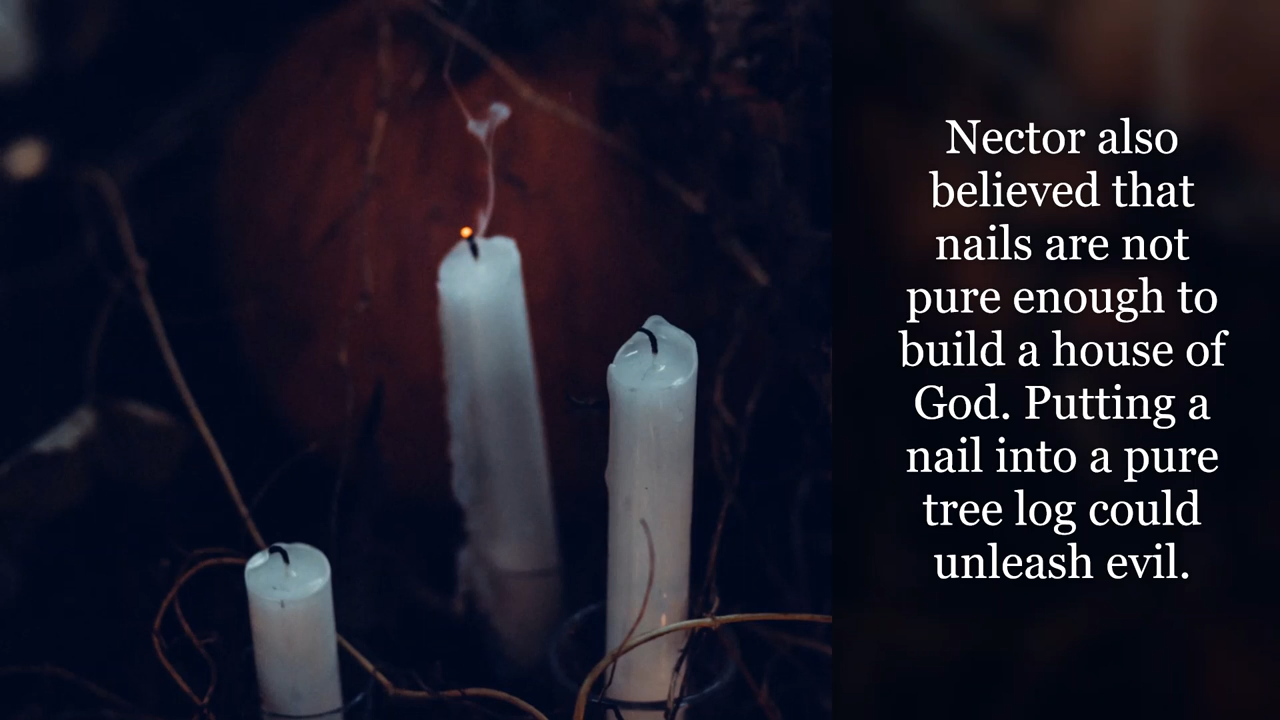 Nector also
believed that
nails are not
pure enough to
build a house of
God. Putting a
nail into a pure
tree log could
unleash evil.